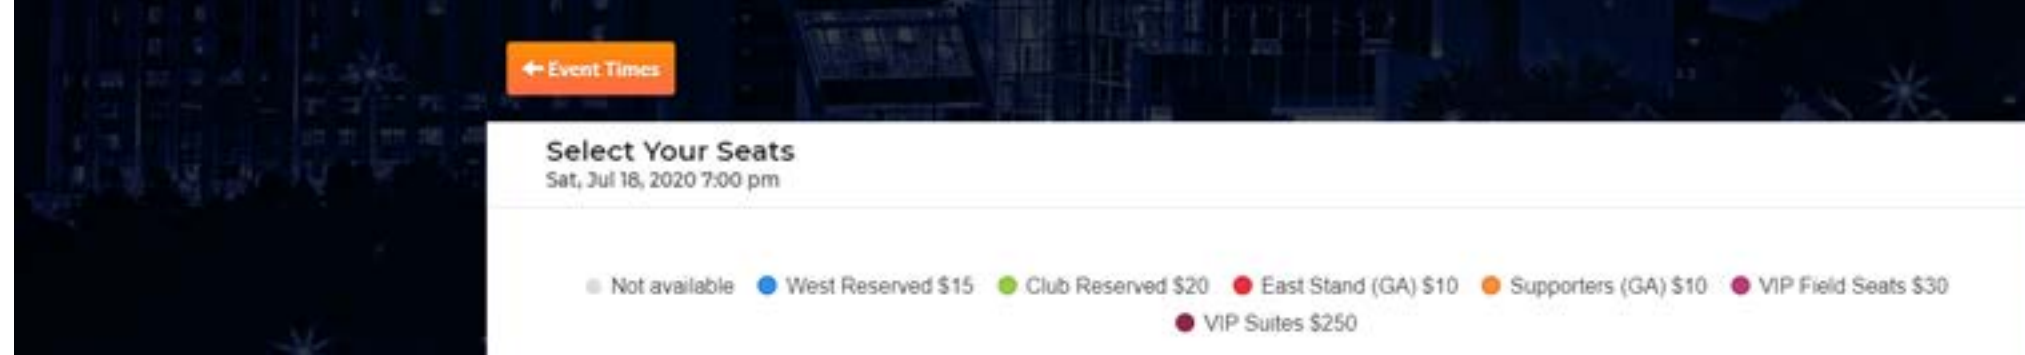 Event Times
Select Your Seats
Sat, Jul 18, 2020 7:00 pm
Not available West Reserved $15 Club Reserved $20 East Stand (GA) $10 Supporters (GA) $10 VIP Field Seats $30
VIP Suites $250